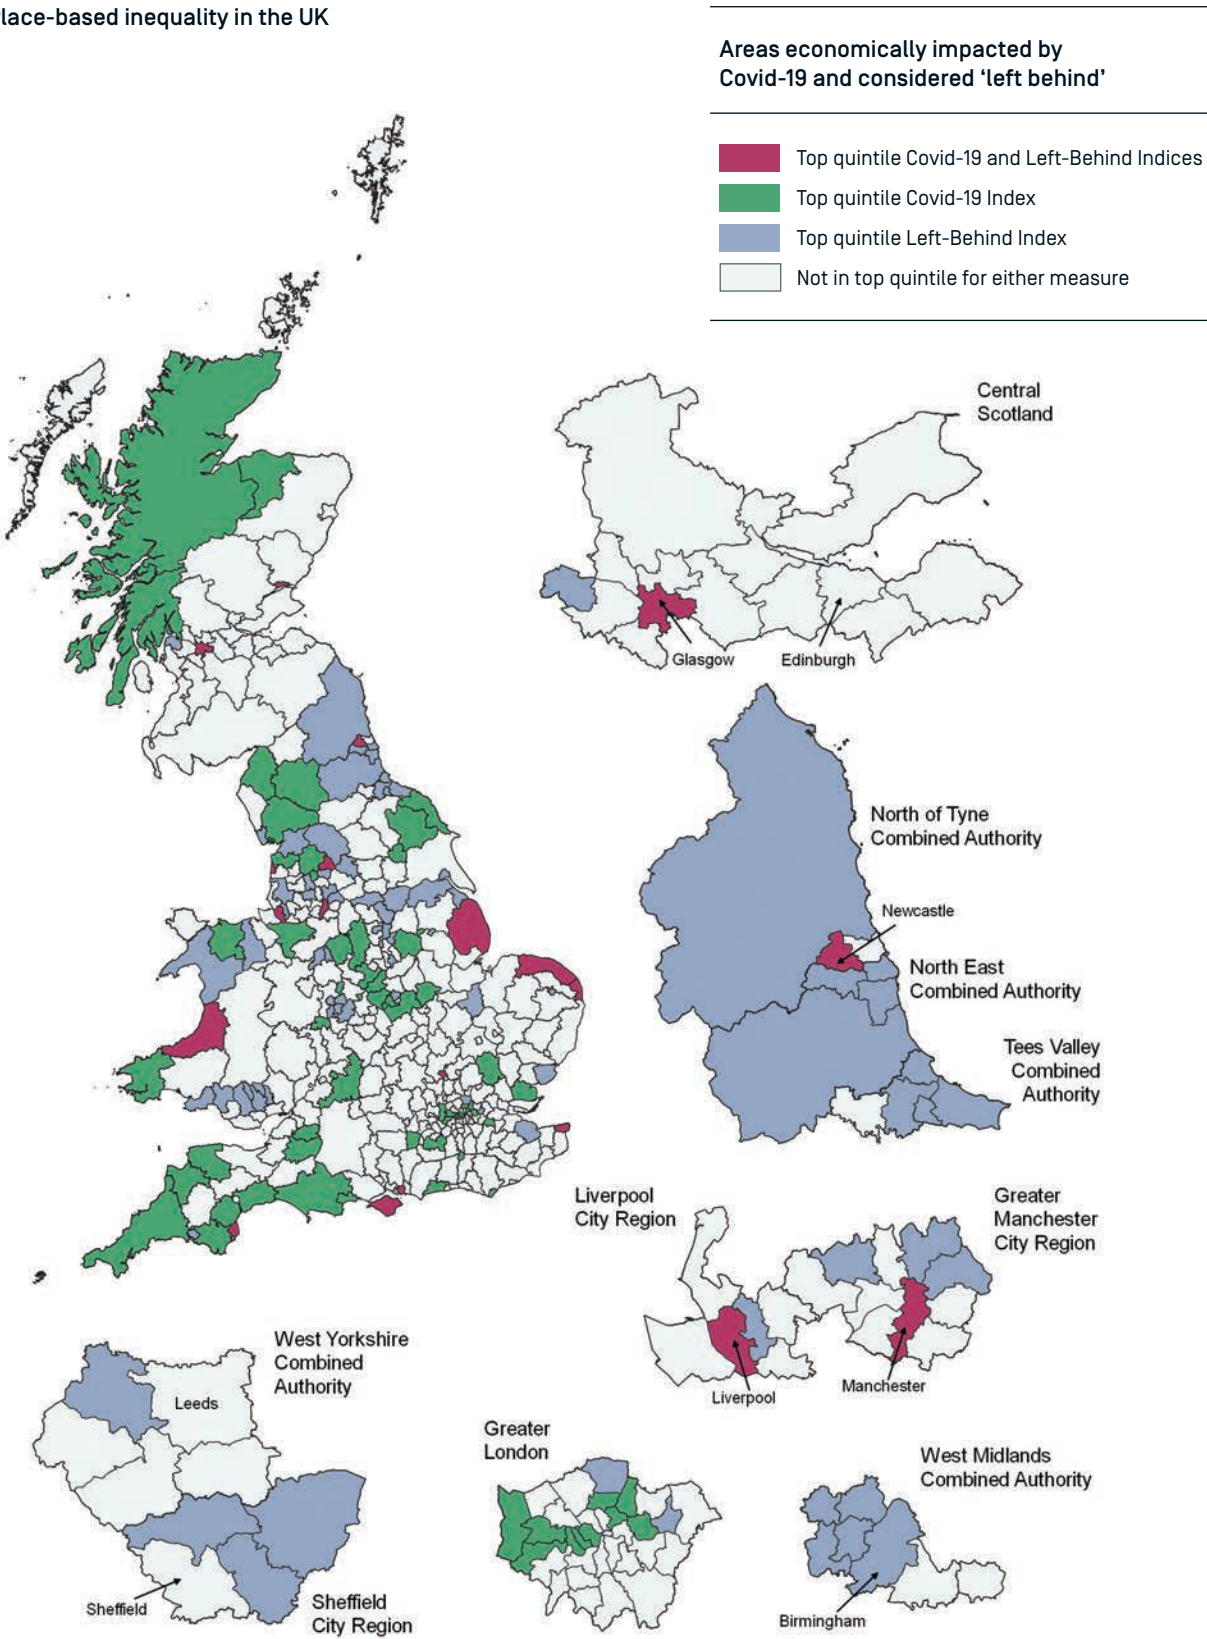 lace-based inequality in the UK
Areas economically impacted by
Covid-19 and considered ‘left behind’
Top quintile Covid-19 and Left-Behind Indices
Top quintile Covid-19 Index
Top quintile Left-Behind Index
Not in top quintile for either measure
Central
Scotland
Glasgow
Edinburgh
North of Tyne
Combined Authority
Newcastle
North East
Combined Authority
Tees Valley
Combined
Authority
Liverpool
City Region
Greater
Manchester
City Region
Liverpool
Manchester
West Yorkshire
Combined
Authority
Leeds
Sheffield
Sheffield
City Region
Greater
London
West Midlands
Combined Authority
Birmingham